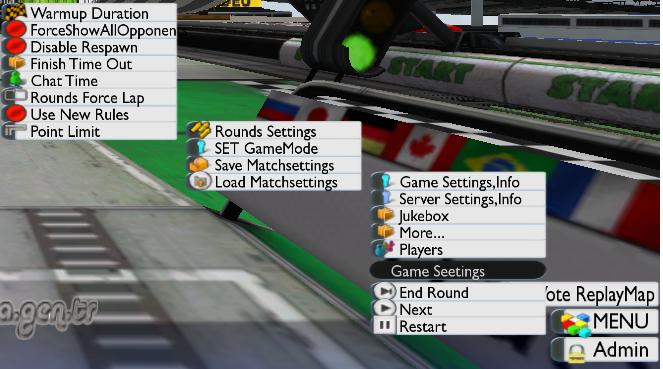 Warmup Duration
ForceShowAllOpponen
Disable Respawn
Finish Time Out
Chat Time
Rounds Force Lap
Use New Rules
Point Limit
START
STAR
Rounds Settings
SET GameMode
Save Matchsettings
Load Matchsettings
Game Settings,Info
Server Settings,Info
Jukebox
More...
Players
Game Seetings
End Round
Next
Restart
ote ReplayMap
MENU
Admin
a.gen.tr